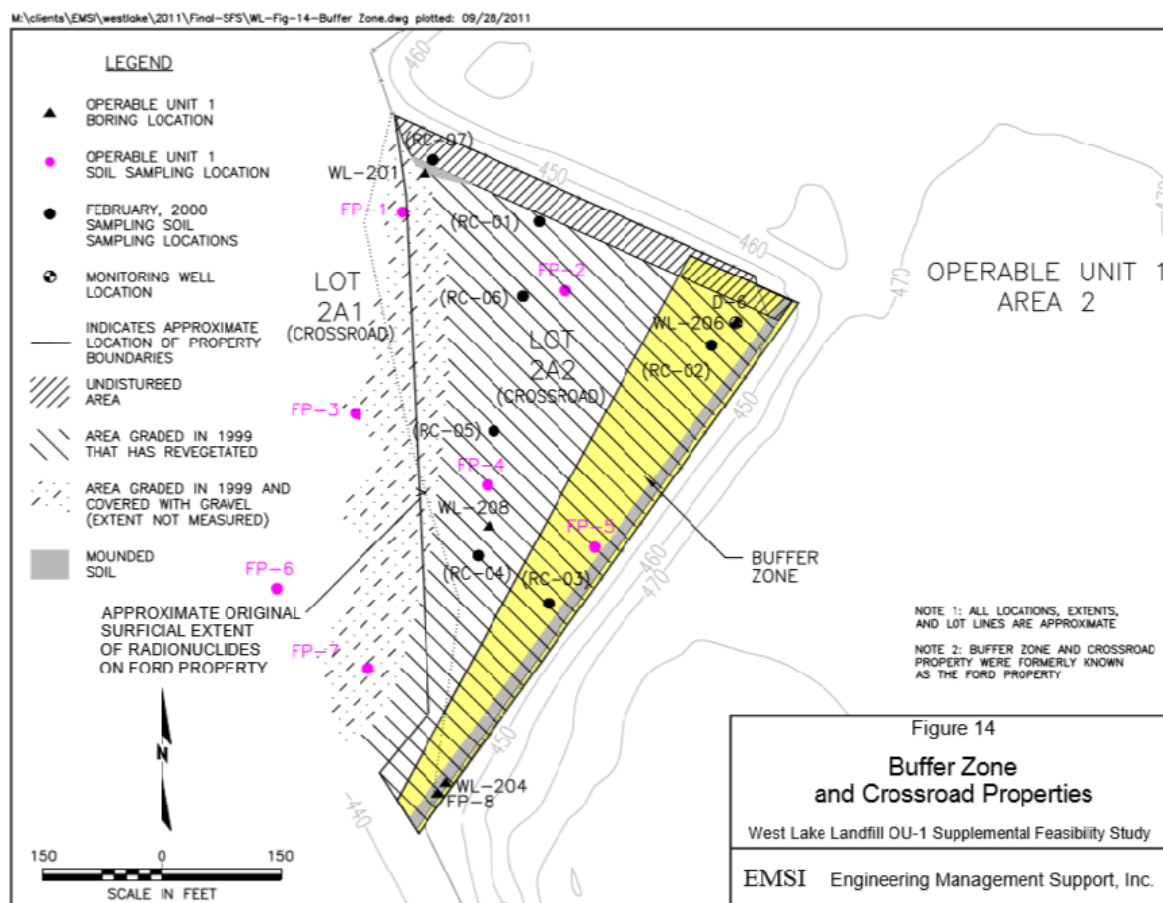 M:\clients\EMSI\westlake\2011\Final-SFS\WL-Fig-14-Buffer Zone.dwg plotted: 09/28/2011
LEGEND
OPERABLE UNIT 1
BORING LOCATION
OPERABLE UNIT 1
SOIL SAMPLING LOCATION
FEBRUARY, 2000
SAMPLING SOIL
SAMPLING LOCATIONS
MONITORING WELL
LOCATION
INDICATES APPROXIMATE
LOCATION OF PROPERTY
BOUNDARIES
UNDISTURBED
AREA
AREA GRADED IN 1999
THAT HAS REVEGETATED
AREA GRADED IN 1999 AND
COVERED WITH GRAVEL
(EXTENT NOT MEASURED)
MOUNDED
SOIL
460
(RC-07)
WL-201
450
FP-1
(RC-01)
460
470
470
FP-2
LOT
2A1
(CROSSROAD)
(RC-06)
OPERABLE UNIT 1
AREA 2
D-6
WL-206
LOT
2A2
(CROSSROAD)
(RC-02)
450
FP-3
(RC-05)
FP-4
WL-208
FP-5
BUFFER
ZONE
460
470
(RC-04)
(RC-03)
FP-6
APPROXIMATE ORIGINAL
SURFICIAL EXTENT
OF RADIONUCLIDES
ON FORD PROPERTY
FP-7
450
WL-204
FP-8
440
N
150
0
150
SCALE IN FEET
NOTE 1: ALL LOCATIONS, EXTENTS,
AND LOT LINES ARE APPROXIMATE
NOTE 2: BUFFER ZONE AND CROSSROAD
PROPERTY WERE FORMERLY KNOWN
AS THE FORD PROPERTY
Figure 14
Buffer Zone
and Crossroad Properties
West Lake Landfill OU-1 Supplemental Feasibility Study
EMSI Engineering Management Support, Inc.